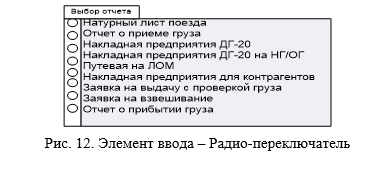 Выбор отчета
Натурный лист поезда
Отчет о приеме груза
Накладная предприятия ДГ-20
Накладная предприятия ДГ-20 на НГ/ОГ
Путевая на ЛОМ
Накладная предприятия для контрагентов
Заявка на выдачу с проверкой груза
Заявка на взвешивание
Отчет о прибытии груза
Рис. 12. Элемент ввода – Радио-переключатель